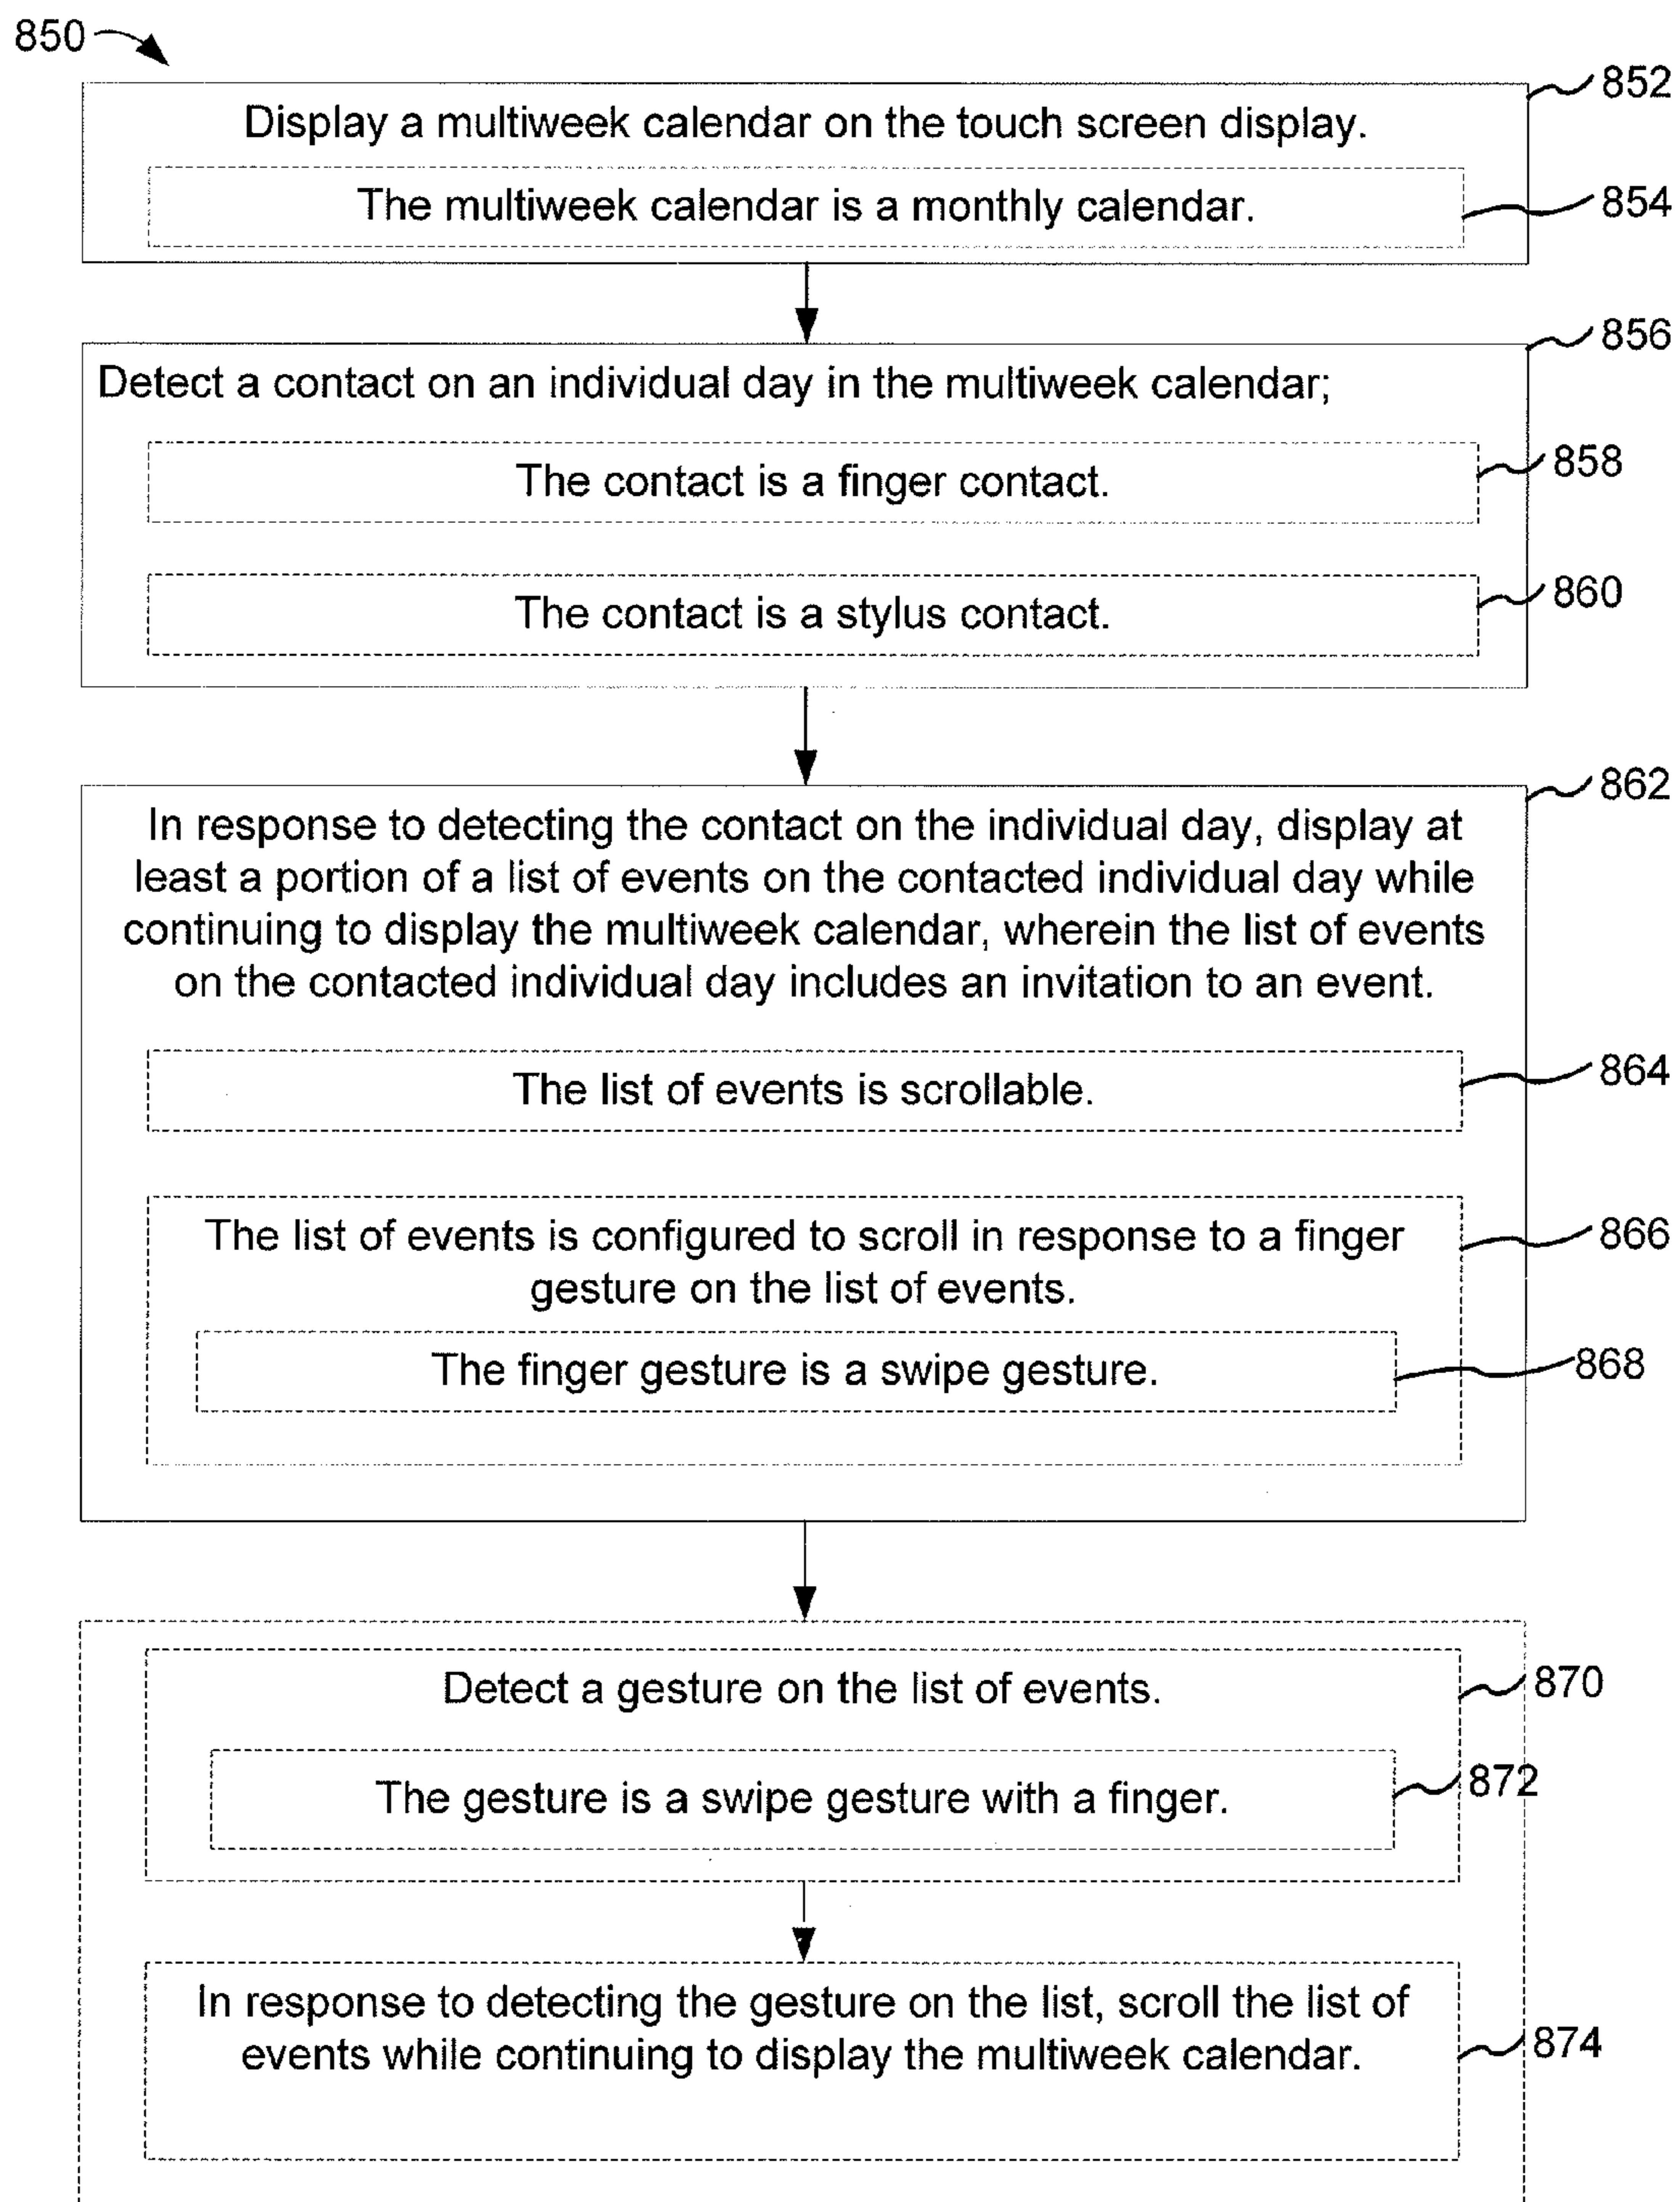 850
852
Display a multiweek calendar on the touch screen display.
The multiweek calendar is a monthly calendar.
854
856
Detect a contact on an individual day in the multiweek calendar;
The contact is a finger contact.
858
The contact is a stylus contact.
860
862
In response to detecting the contact on the individual day, display at
least a portion of a list of events on the contacted individual day while
continuing to display the multiweek calendar, wherein the list of events
on the contacted individual day includes an invitation to an event.
The list of events is scrollable.
864
The list of events is configured to scroll in response to a finger
gesture on the list of events.
866
The finger gesture is a swipe gesture.
868
Detect a gesture on the list of events.
870
The gesture is a swipe gesture with a finger.
872
In response to detecting the gesture on the list, scroll the list of
events while continuing to display the multiweek calendar.
874